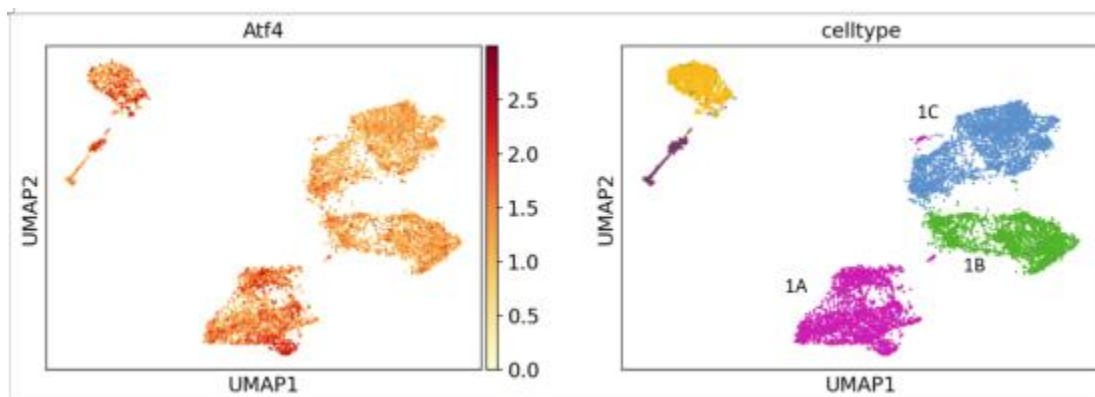 Atf4
celltype
2.5
2.0
1.5
1.0
0.5
0.0
UMAP2
UMAP1
UMAP2
UMAP1
1C
1B
1A